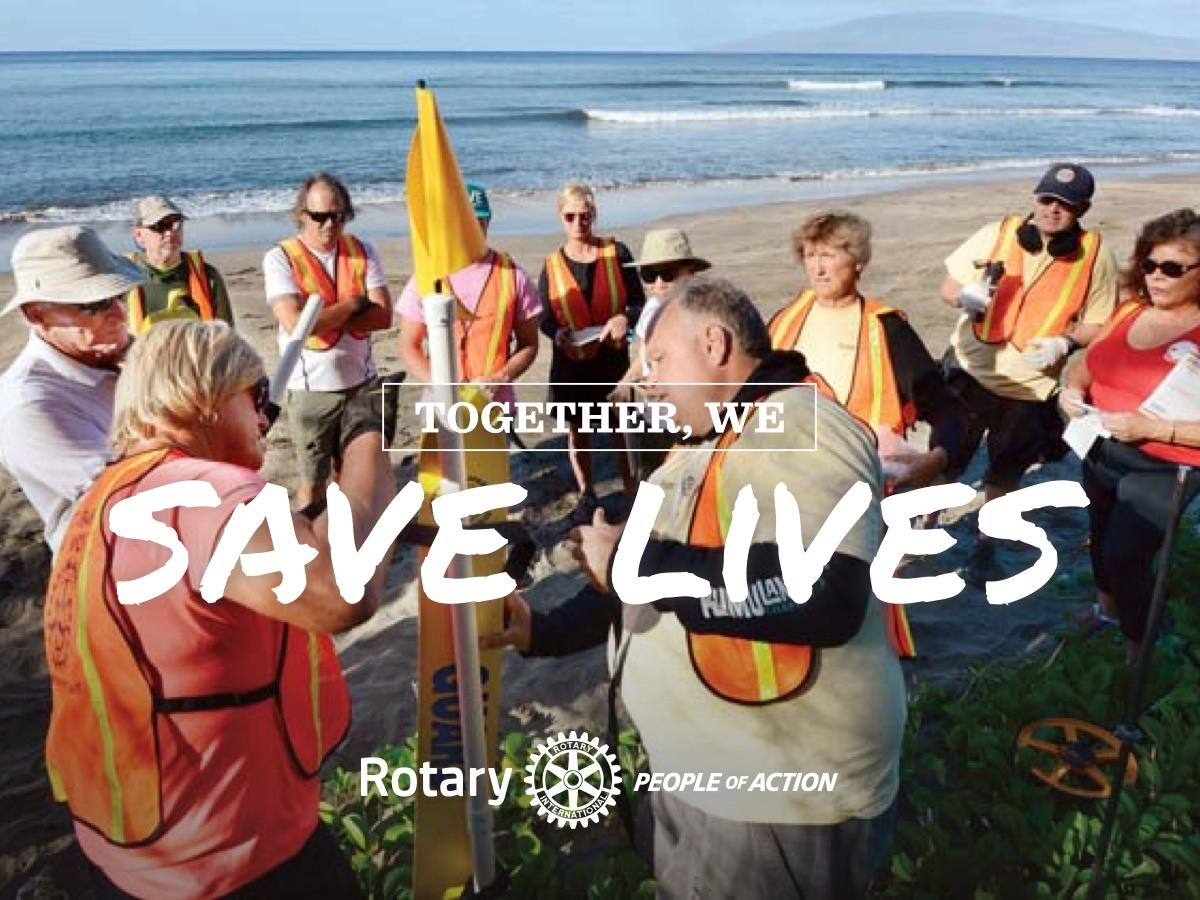 TOGETHER, WE
SAVE LIVES
Rotary
ROTARY
INTERNATIONAL
PEOPLE OF ACTION